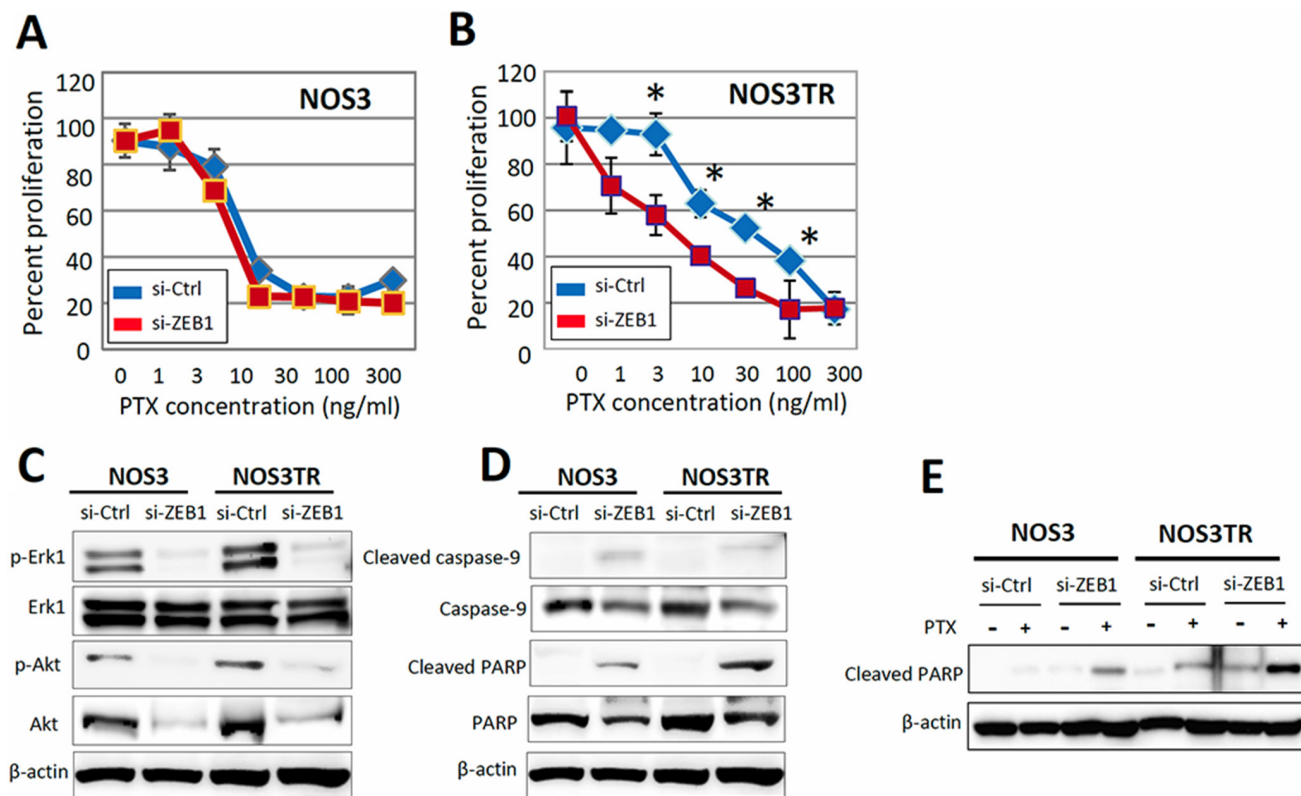 A
120
100
80
60
40
20
0
Percent proliferation
NOS3
si-Ctrl
si-ZEB1
0 1 3 10 30 100 300
PTX concentration (ng/ml)
B
120
100
80
60
40
20
0
Percent proliferation
NOS3TR
*
*
*
*
si-Ctrl
si-ZEB1
0 1 3 10 30 100 300
PTX concentration (ng/ml)
C
NOS3 NOS3TR
si-Ctrl si-ZEB1 si-Ctrl si-ZEB1
p-Erk1
Erk1
p-Akt
Akt
β-actin
D
NOS3 NOS3TR
si-Ctrl si-ZEB1 si-Ctrl si-ZEB1
Cleaved caspase-9
Caspase-9
Cleaved PARP
PARP
β-actin
E
NOS3 NOS3TR
si-Ctrl si-ZEB1 si-Ctrl si-ZEB1
PTX - + - + - + - +
Cleaved PARP
β-actin